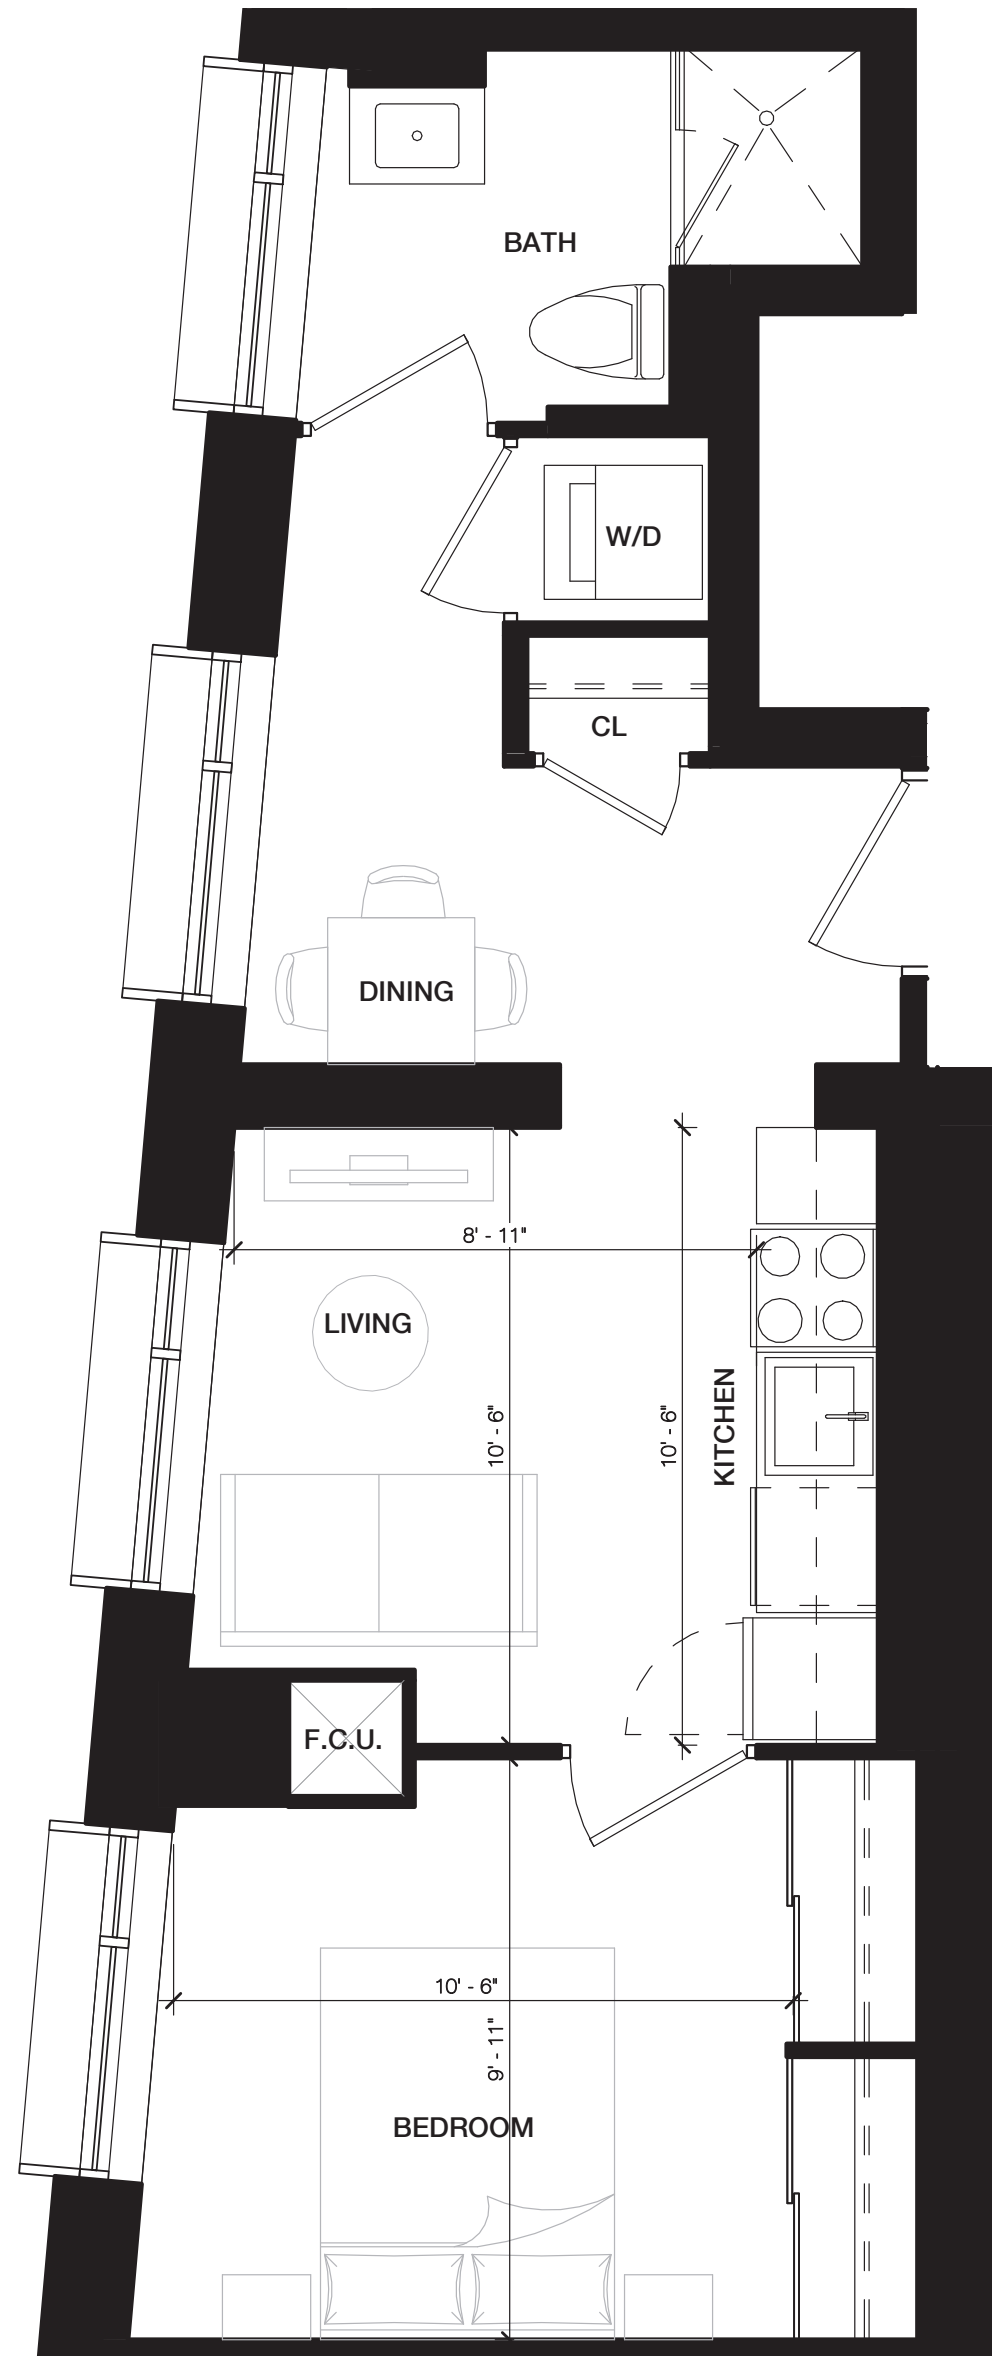 BATH
W/D
CL
DINING
8' - 11"
LIVING
10' - 6"
10' - 6"
KITCHEN
F.C.U.
10' - 6"
9' - 11"
BEDROOM